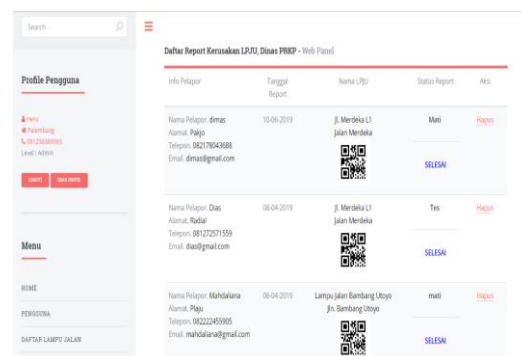 Search
Profile Pengguna
Palembang
Level : Admin
LOGOUT
Menu
HOME
PENGGUNA
DAFTAR LAMPU JALAN
Daftar Report Kerusakan LPJU, Dinas PRKP - Web Panel
Info Pelapor Tanggal Report Nama LPJU Status Report Aksi
Nama Pelapor. dimas
Alamat. Pakjo
Telepon. 082178043688
Email. dimas@gmail.com
10-06-2019
Jl. Merdeka L1
Jalan Merdeka
Mati
SELESAI
Hapus
Nama Pelapor. Dias
Alamat. Radial
Telepon. 081272571559
Email. dias@gmail.com
08-04-2019
Jl. Merdeka L1
Jalan Merdeka
Tes
SELESAI
Hapus
Nama Pelapor. Mahdaliana
Alamat. Plaju
Telepon. 082222455905
Email. mahdaliana@gmail.com
06-04-2019
Lampu Jalan Bambang Utoyo
Jln. Bambang Utoyo
mati
SELESAI
Hapus